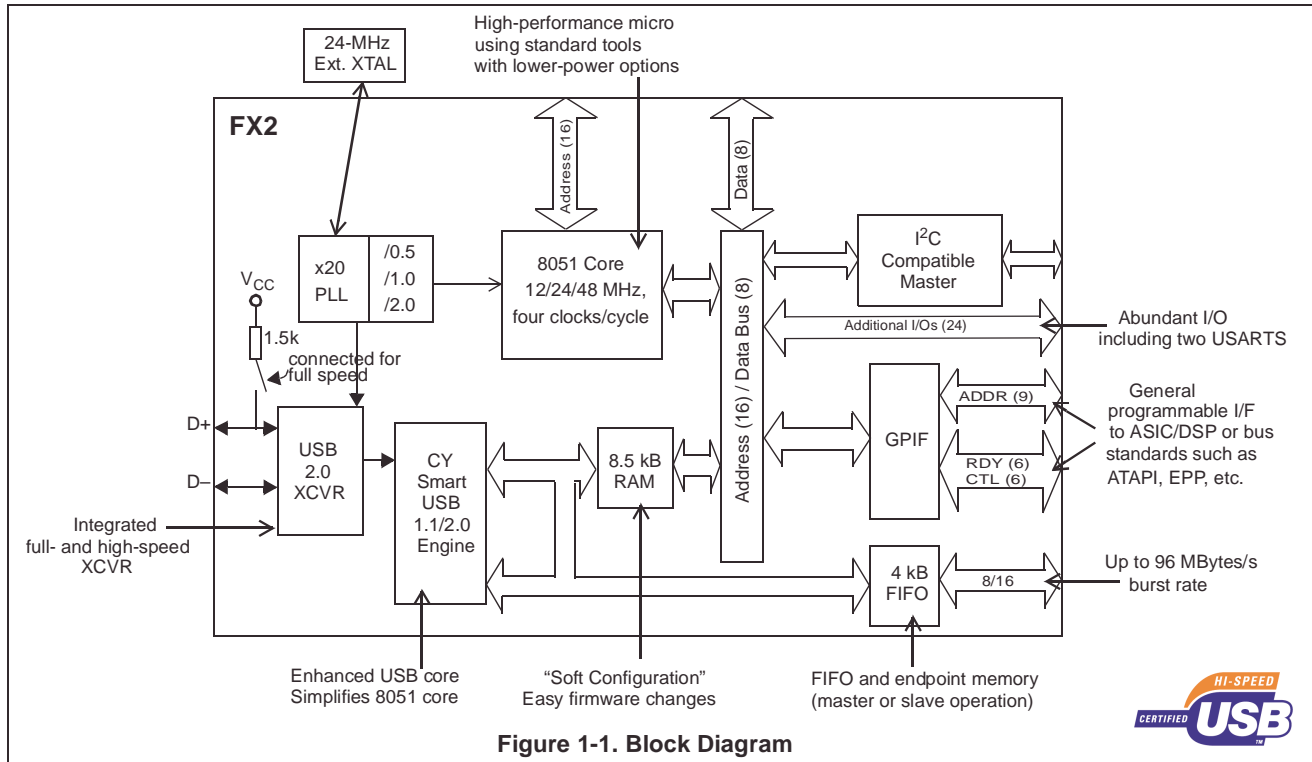 High-performance micro
using standard tools
with lower-power options
24-MHz
Ext. XTAL
FX2
Address (16)
Data (8)
x20
PLL
/0.5
/1.0
/2.0
8051 Core
12/24/48 MHz,
four clocks/cycle
I2C
Compatible
Master
VCC
1.5k
connected for
full speed
Address (16) / Data Bus (8)
Additional I/Os (24)
Abundant I/O
including two USARTS
D+
D–
USB
2.0
XCVR
CY
Smart
USB
1.1/2.0
Engine
8.5 kB
RAM
GPIF
ADDR (9)
RDY (6)
CTL (6)
General
programmable I/F
to ASIC/DSP or bus
standards such as
ATAPI, EPP, etc.
Integrated
full- and high-speed
XCVR
4 kB
FIFO
8/16
Up to 96 MBytes/s
burst rate
Enhanced USB core
Simplifies 8051 core
“Soft Configuration”
Easy firmware changes
FIFO and endpoint memory
(master or slave operation)
HI-SPEED
CERTIFIED
USB
TM
Figure 1-1. Block Diagram